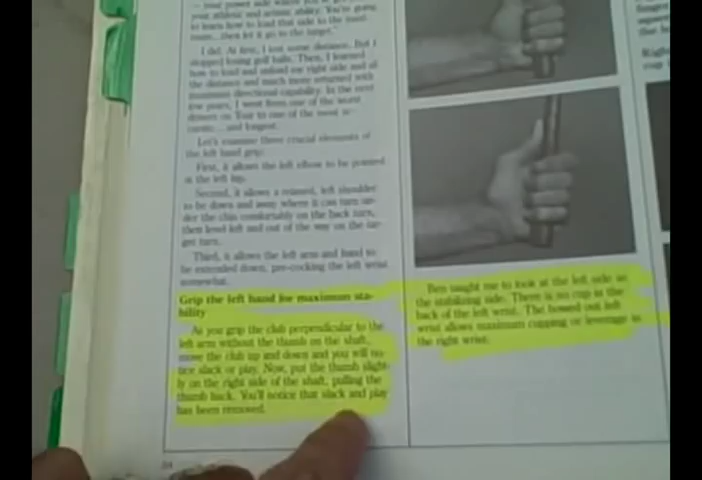 your power side where
your athletic and artistic ability. You're going
to learn how to load that side to the
then let it go to the target."
I did. At first, I lost some distance. But I
stopped losing golf balls. Then, I learned
how to load and unload my right side and all
the distance and much more returned with
maximum directional capability. In the next
few years, I went from one of the worst
drivers on Tour to one of the most ac-
curate... and longest.
Let's examine three crucial elements of
the left hand grip:
First, it allows the left elbow to be pointed
at the left hip.
Second, it allows a relaxed, left shoulder
to be down and away where it can turn un-
der the chin comfortably on the back turn,
then level left and out of the way on the tar-
get turn.
Third, it allows the left arm and hand to
be extended down, pre-cocking the left wrist
somewhat.
Grip the left hand for maximum sta-
bility
As you grip the club perpendicular to the
left arm without the thumb on the shaft,
move the club up and down and you will no-
tice slack or play. Now, put the thumb slight-
ly on the right side of the shaft, pulling the
thumb back. You'll notice that slack and play
has been removed.
Ben taught me to look at the left side as
the stabilizing side. There is no cup in the
back of the left wrist. The bowed out left
wrist allows maximum cupping or leverage in
the right wrist.